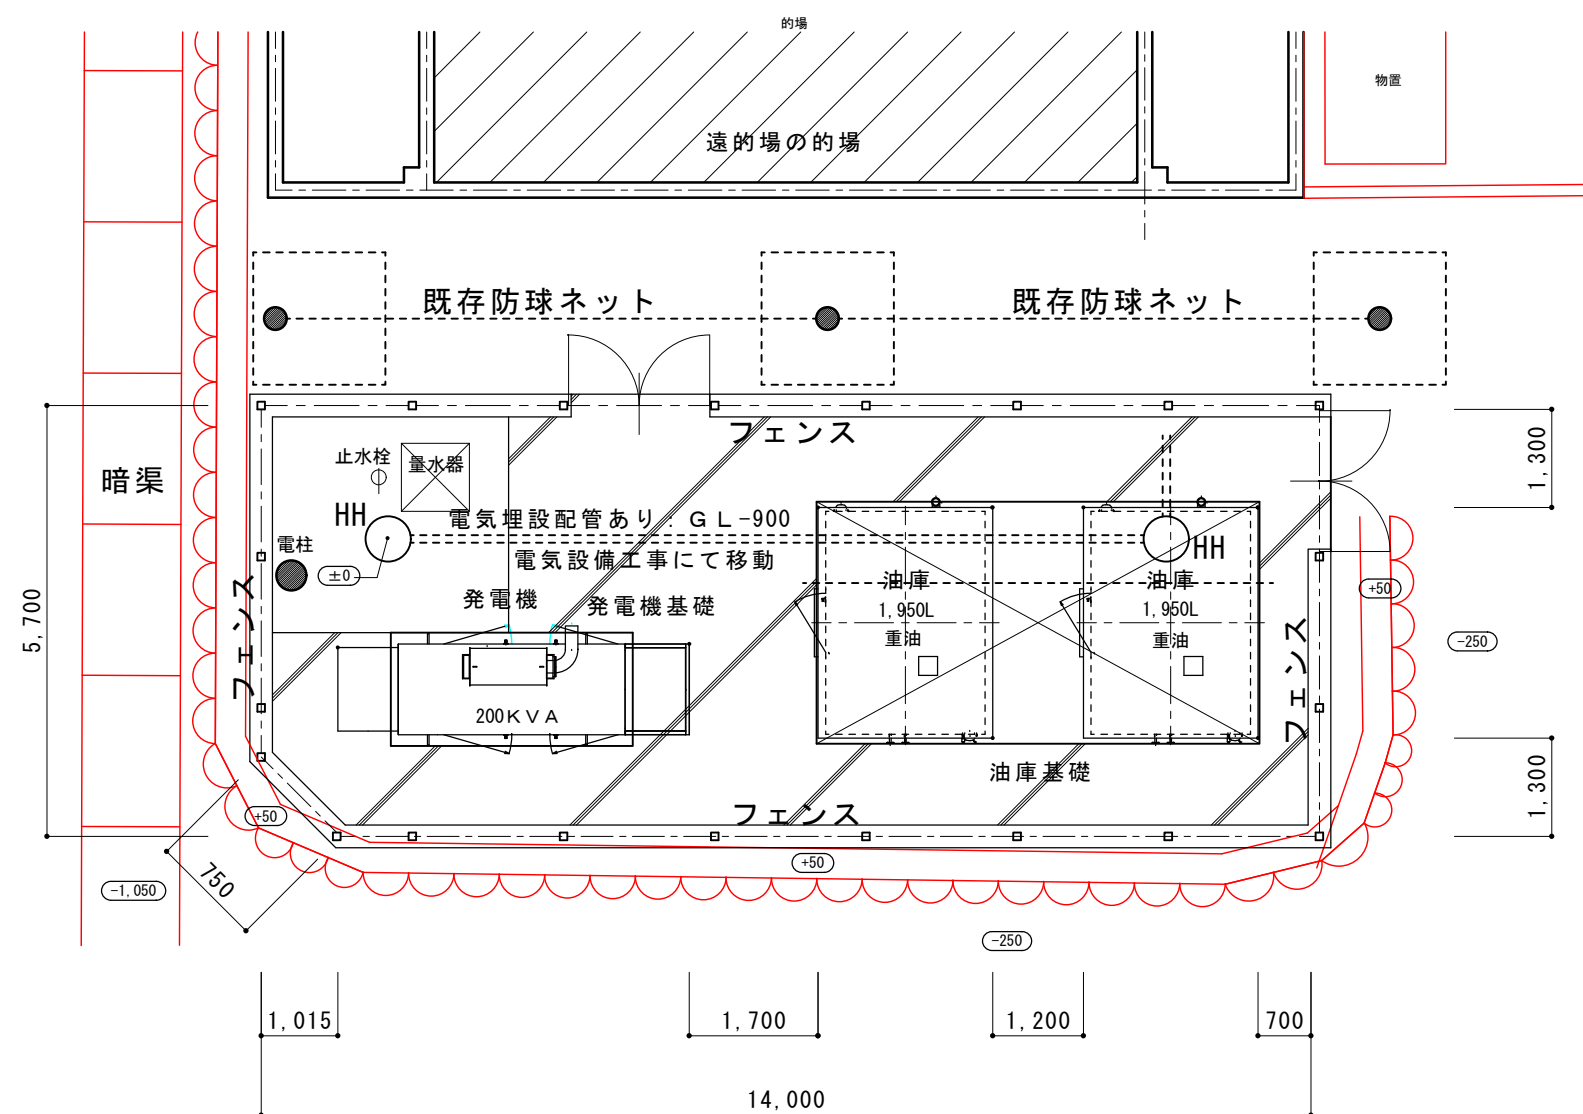 的場
物置
遠的場の的場
既存防球ネット
既存防球ネット
フェンス
止水栓
量水器
暗渠
HH
電気埋設配管あり：ＧＬ-900
HH
電気設備工事にて移動
電柱
±0
発電機
発電機基礎
油庫
1,950L
重油
油庫
1,950L
重油
フェンス
フェンス
+50
-250
1,300
5,700
1,300
200ＫＶＡ
油庫基礎
フェンス
+50
+50
750
-1,050
-250
1,015
1,700
1,200
700
14,000